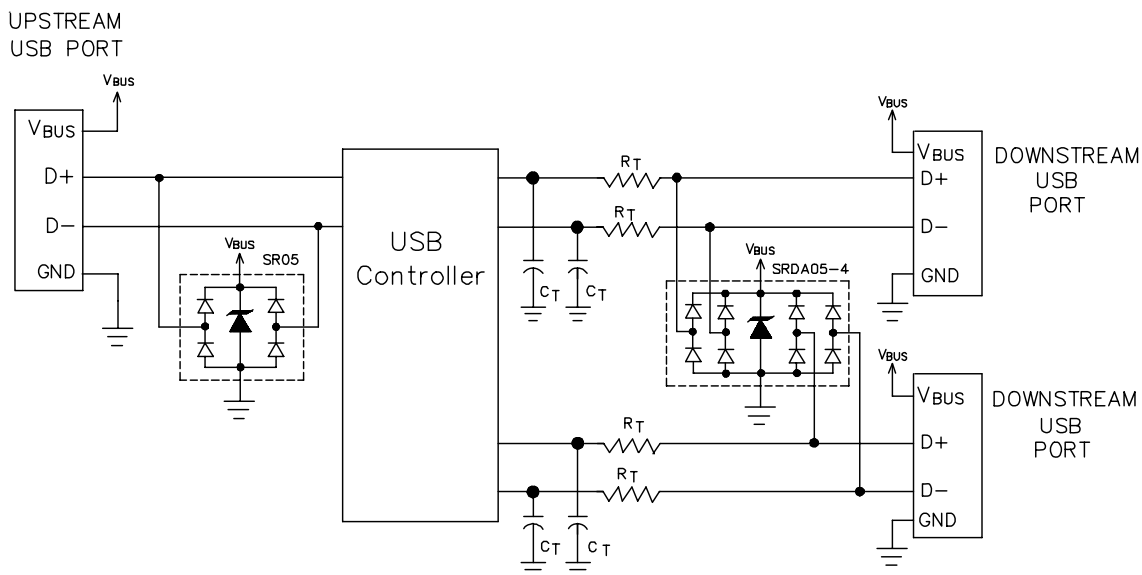 UPSTREAM
USB PORT
VBUS
VBUS
D+
D-
GND
VBUS
SR05
USB
Controller
RT
RT
CT
CT
VBUS
SRDA05-4
VBUS
VBUS
D+
D-
GND
DOWNSTREAM
USB
PORT
RT
RT
CT
CT
VBUS
VBUS
D+
D-
GND
DOWNSTREAM
USB
PORT